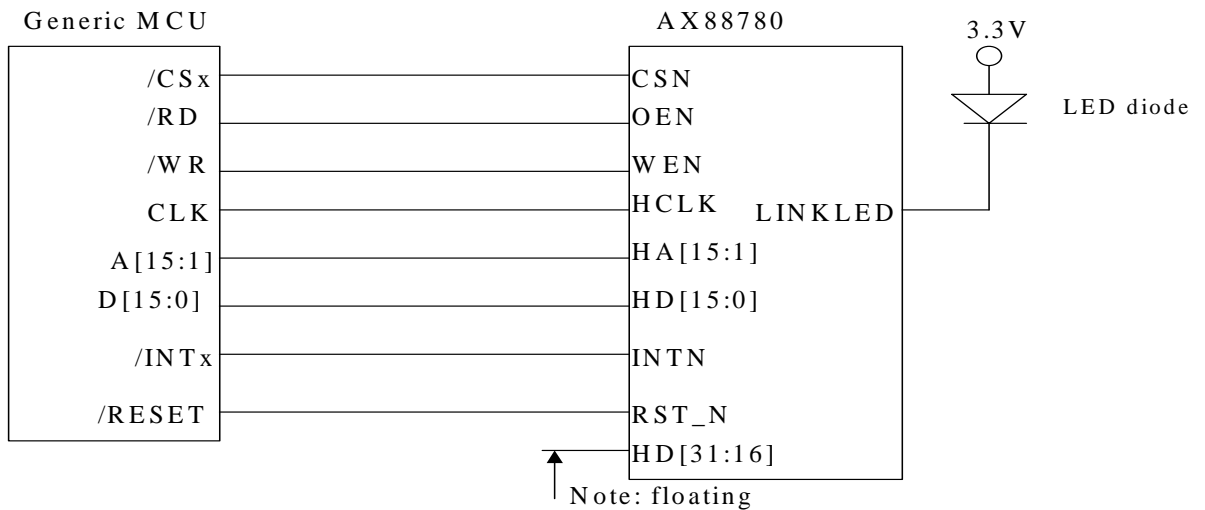 Generic MCU
AX88780
3.3V
/CSx
CSN
LED diode
/RD
OEN
/WR
WEN
CLK
HCLK
LINKLED
A[15:1]
HA[15:1]
D[15:0]
HD[15:0]
/INTx
INTN
/RESET
RST_N
HD[31:16]
Note: floating